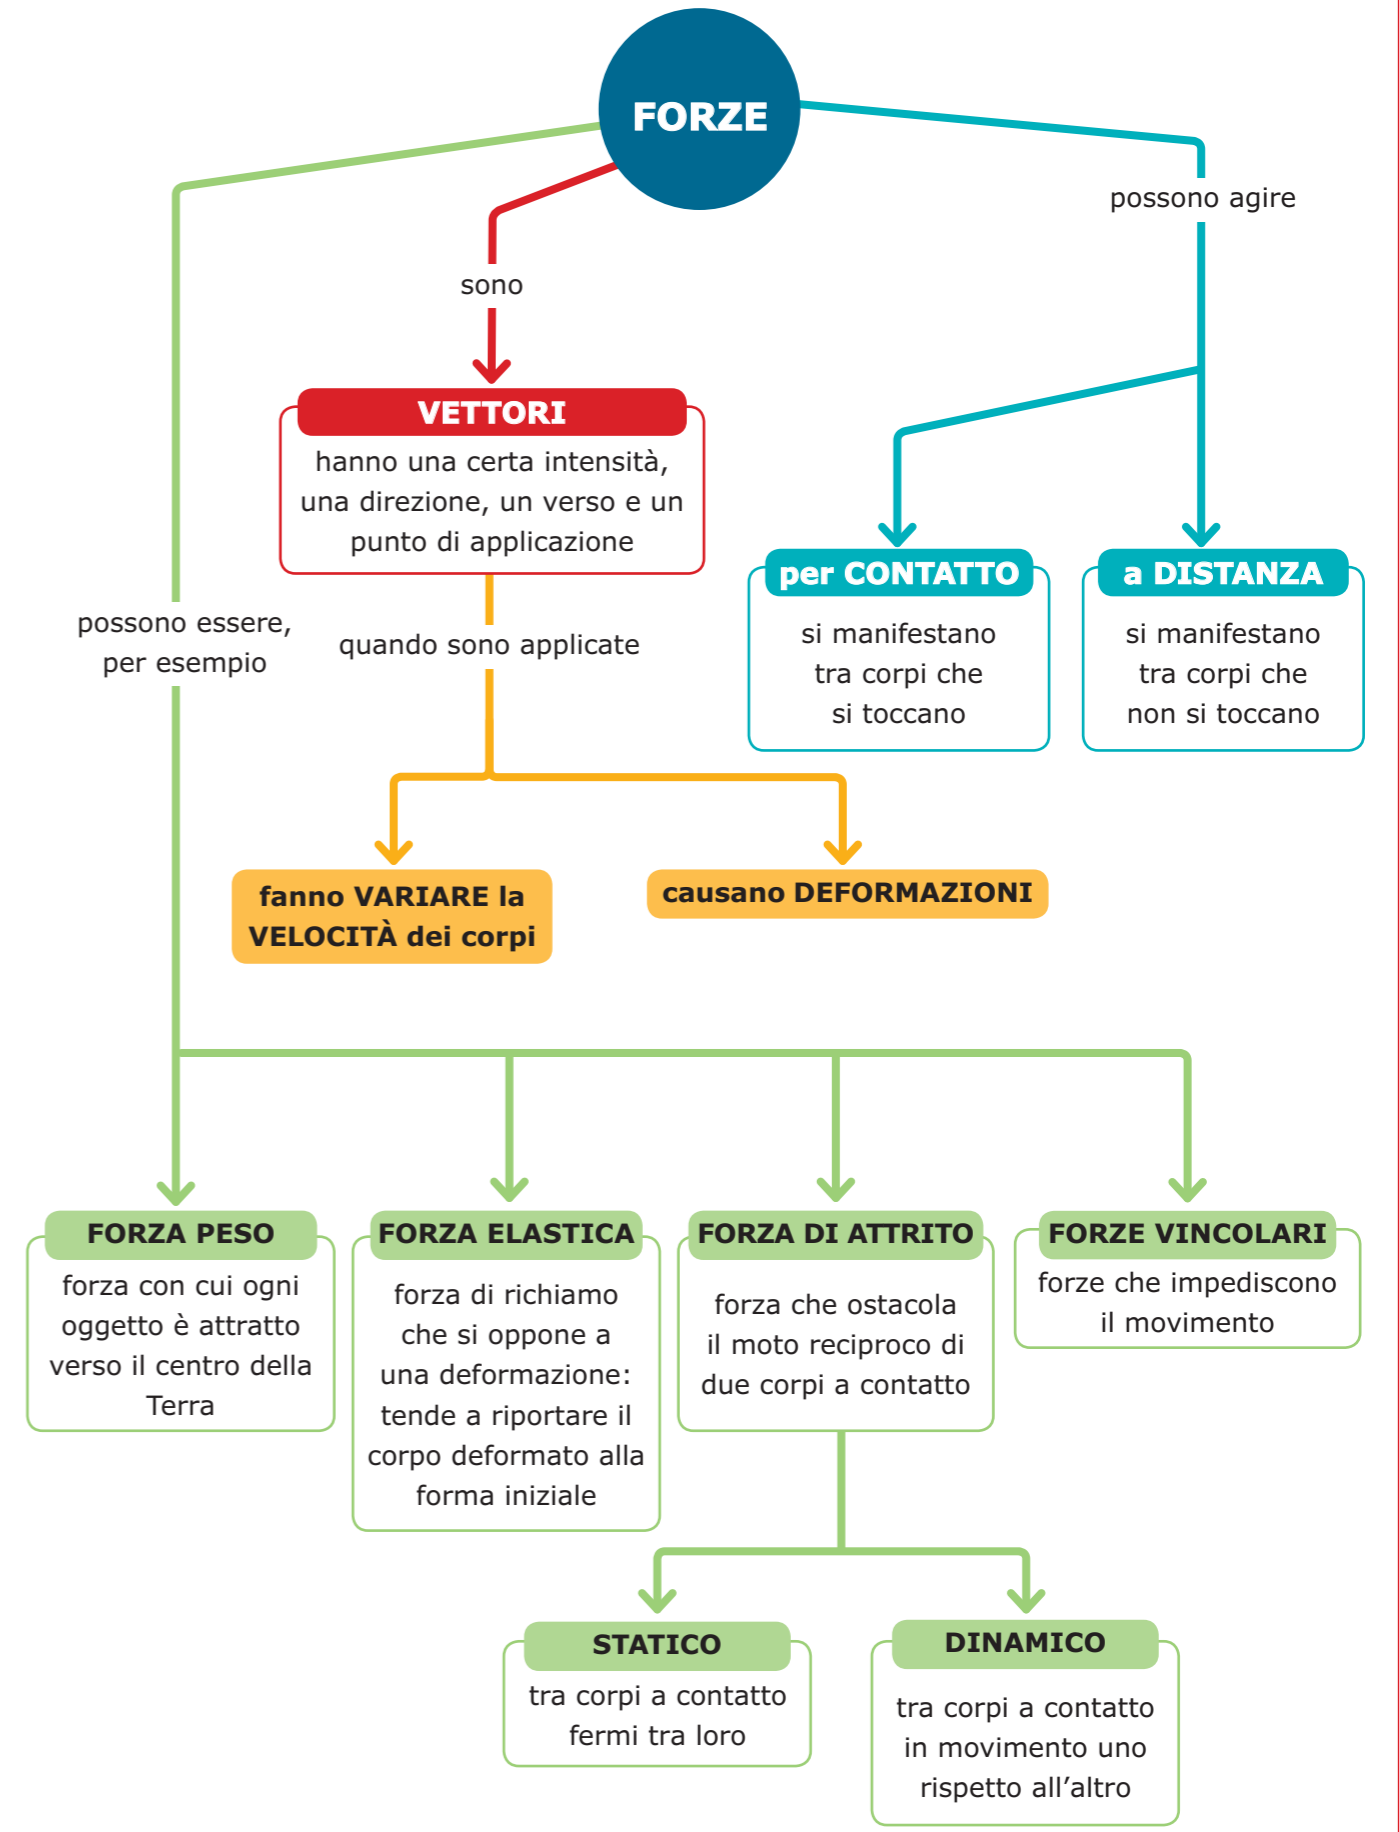 FORZE
possono agire
sono
VETTORI
hanno una certa intensità,
una direzione, un verso e un
punto di applicazione
per CONTATTO
si manifestano
tra corpi che
si toccano
a DISTANZA
si manifestano
tra corpi che
non si toccano
possono essere,
per esempio
quando sono applicate
fanno VARIARE la
VELOCITÀ dei corpi
causano DEFORMAZIONI
FORZA PESO
forza con cui ogni
oggetto è attratto
verso il centro della
Terra
FORZA ELASTICA
forza di richiamo
che si oppone a
una deformazione:
tende a riportare il
corpo deformato alla
forma iniziale
FORZA DI ATTRITO
forza che ostacola
il moto reciproco di
due corpi a contatto
FORZE VINCOLARI
forze che impediscono
il movimento
STATICO
tra corpi a contatto
fermi tra loro
DINAMICO
tra corpi a contatto
in movimento uno
rispetto all’altro